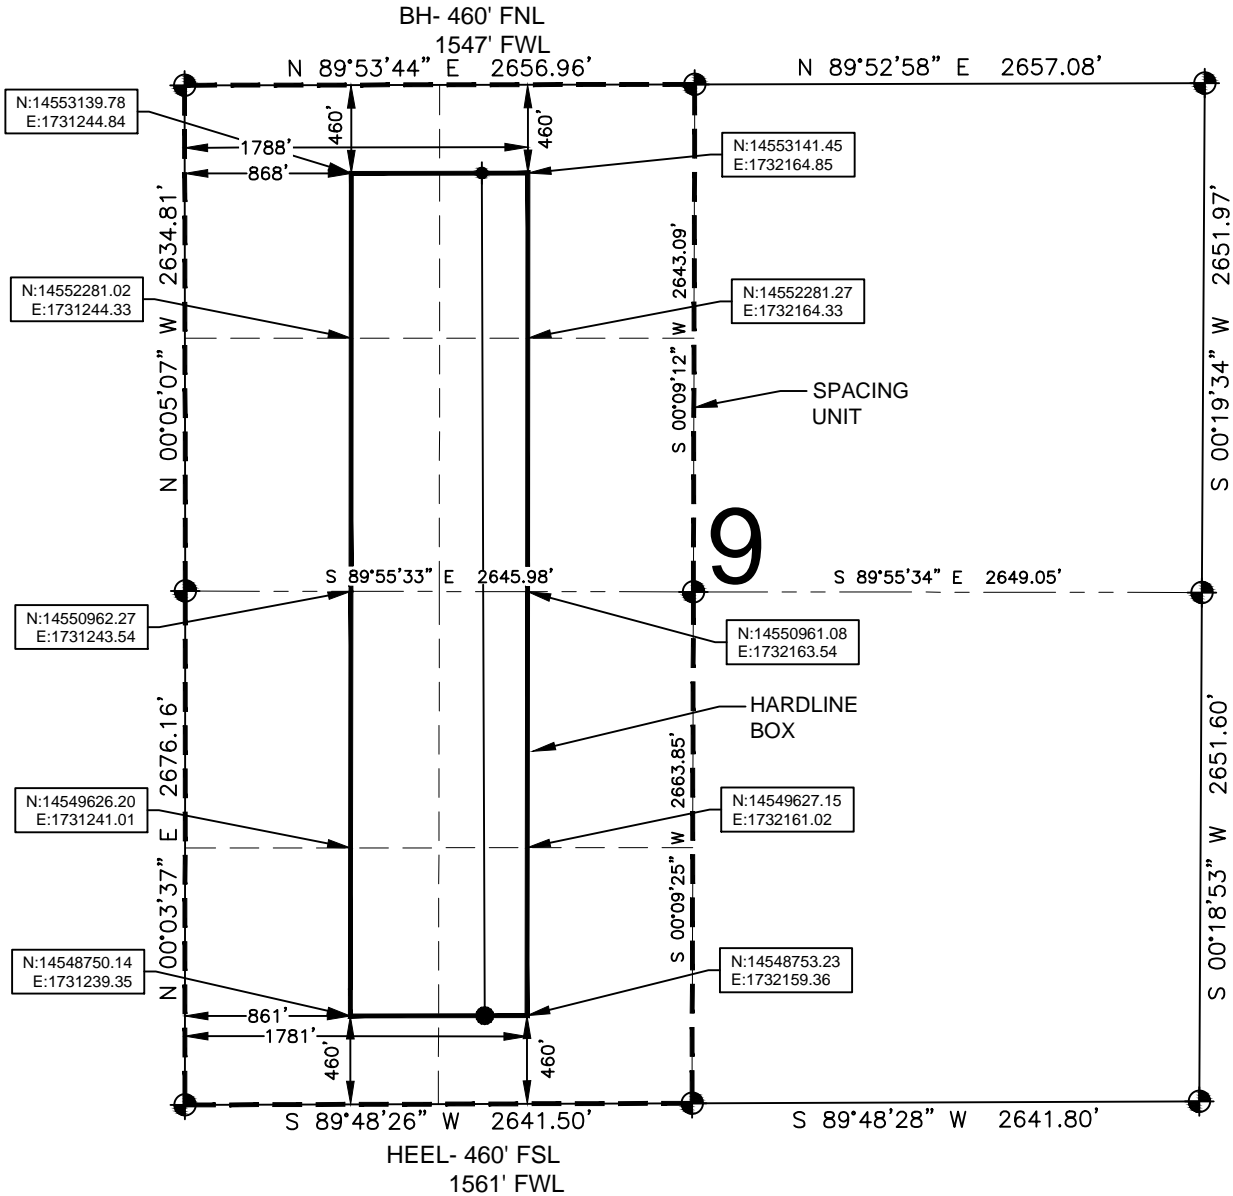 BH- 460' FNL
1547' FWL
N 89°53'44" E 2656.96'
N 89°52'58" E 2657.08'
N:14553139.78
E:1731244.84
460'
460'
1788'
868'
N:14553141.45
E:1732164.85
N 00°05'07" W 2634.81'
S 00°09'12" W 2643.09'
S 00°19'34" W 2651.97'
N:14552281.02
E:1731244.33
N:14552281.27
E:1732164.33
SPACING
UNIT
9
S 89°55'33" E 2645.98'
S 89°55'34" E 2649.05'
N:14550962.27
E:1731243.54
N:14550961.08
E:1732163.54
HARDLINE
BOX
N 00°03'37" E 2676.16'
S 00°09'25" W 2663.85'
S 00°18'53" W 2651.60'
N:14549626.20
E:1731241.01
N:14549627.15
E:1732161.02
N:14548750.14
E:1731239.35
N:14548753.23
E:1732159.36
861'
1781'
460'
460'
S 89°48'26" W 2641.50'
S 89°48'28" W 2641.80'
HEEL- 460' FSL
1561' FWL